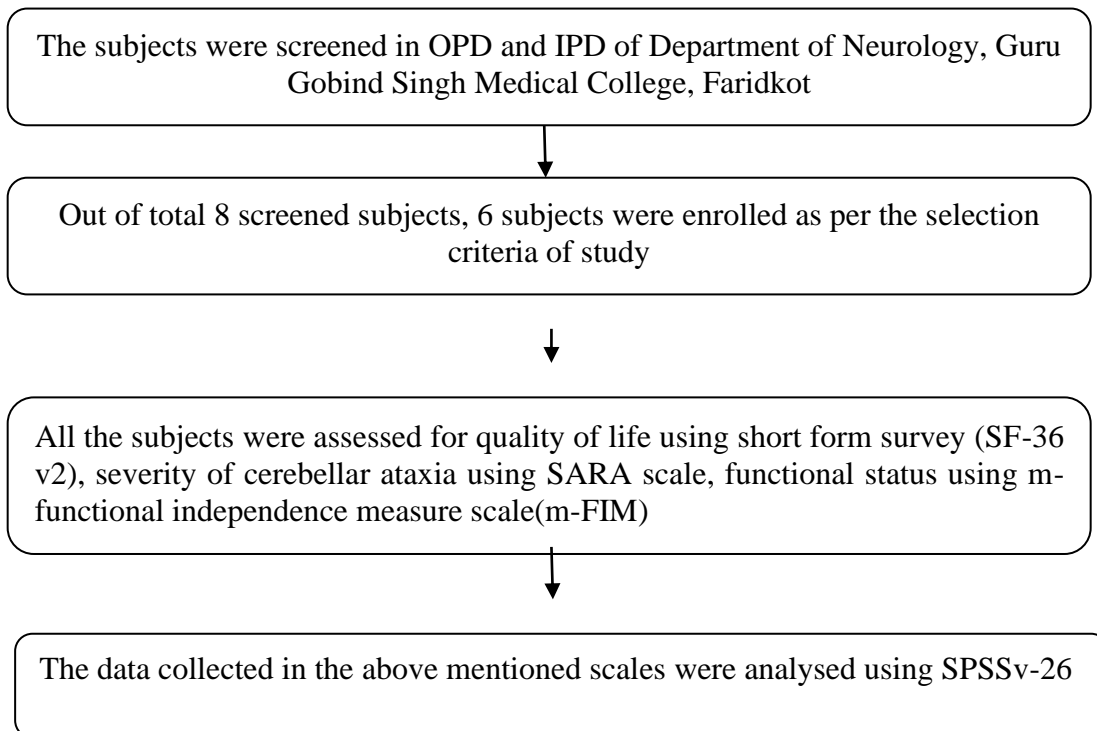 The subjects were screened in OPD and IPD of Department of Neurology, Guru
Gobind Singh Medical College, Faridkot
Out of total 8 screened subjects, 6 subjects were enrolled as per the selection
criteria of study
All the subjects were assessed for quality of life using short form survey (SF-36
v2), severity of cerebellar ataxia using SARA scale, functional status using m-
functional independence measure scale(m-FIM)
The data collected in the above mentioned scales were analysed using SPSSv-26